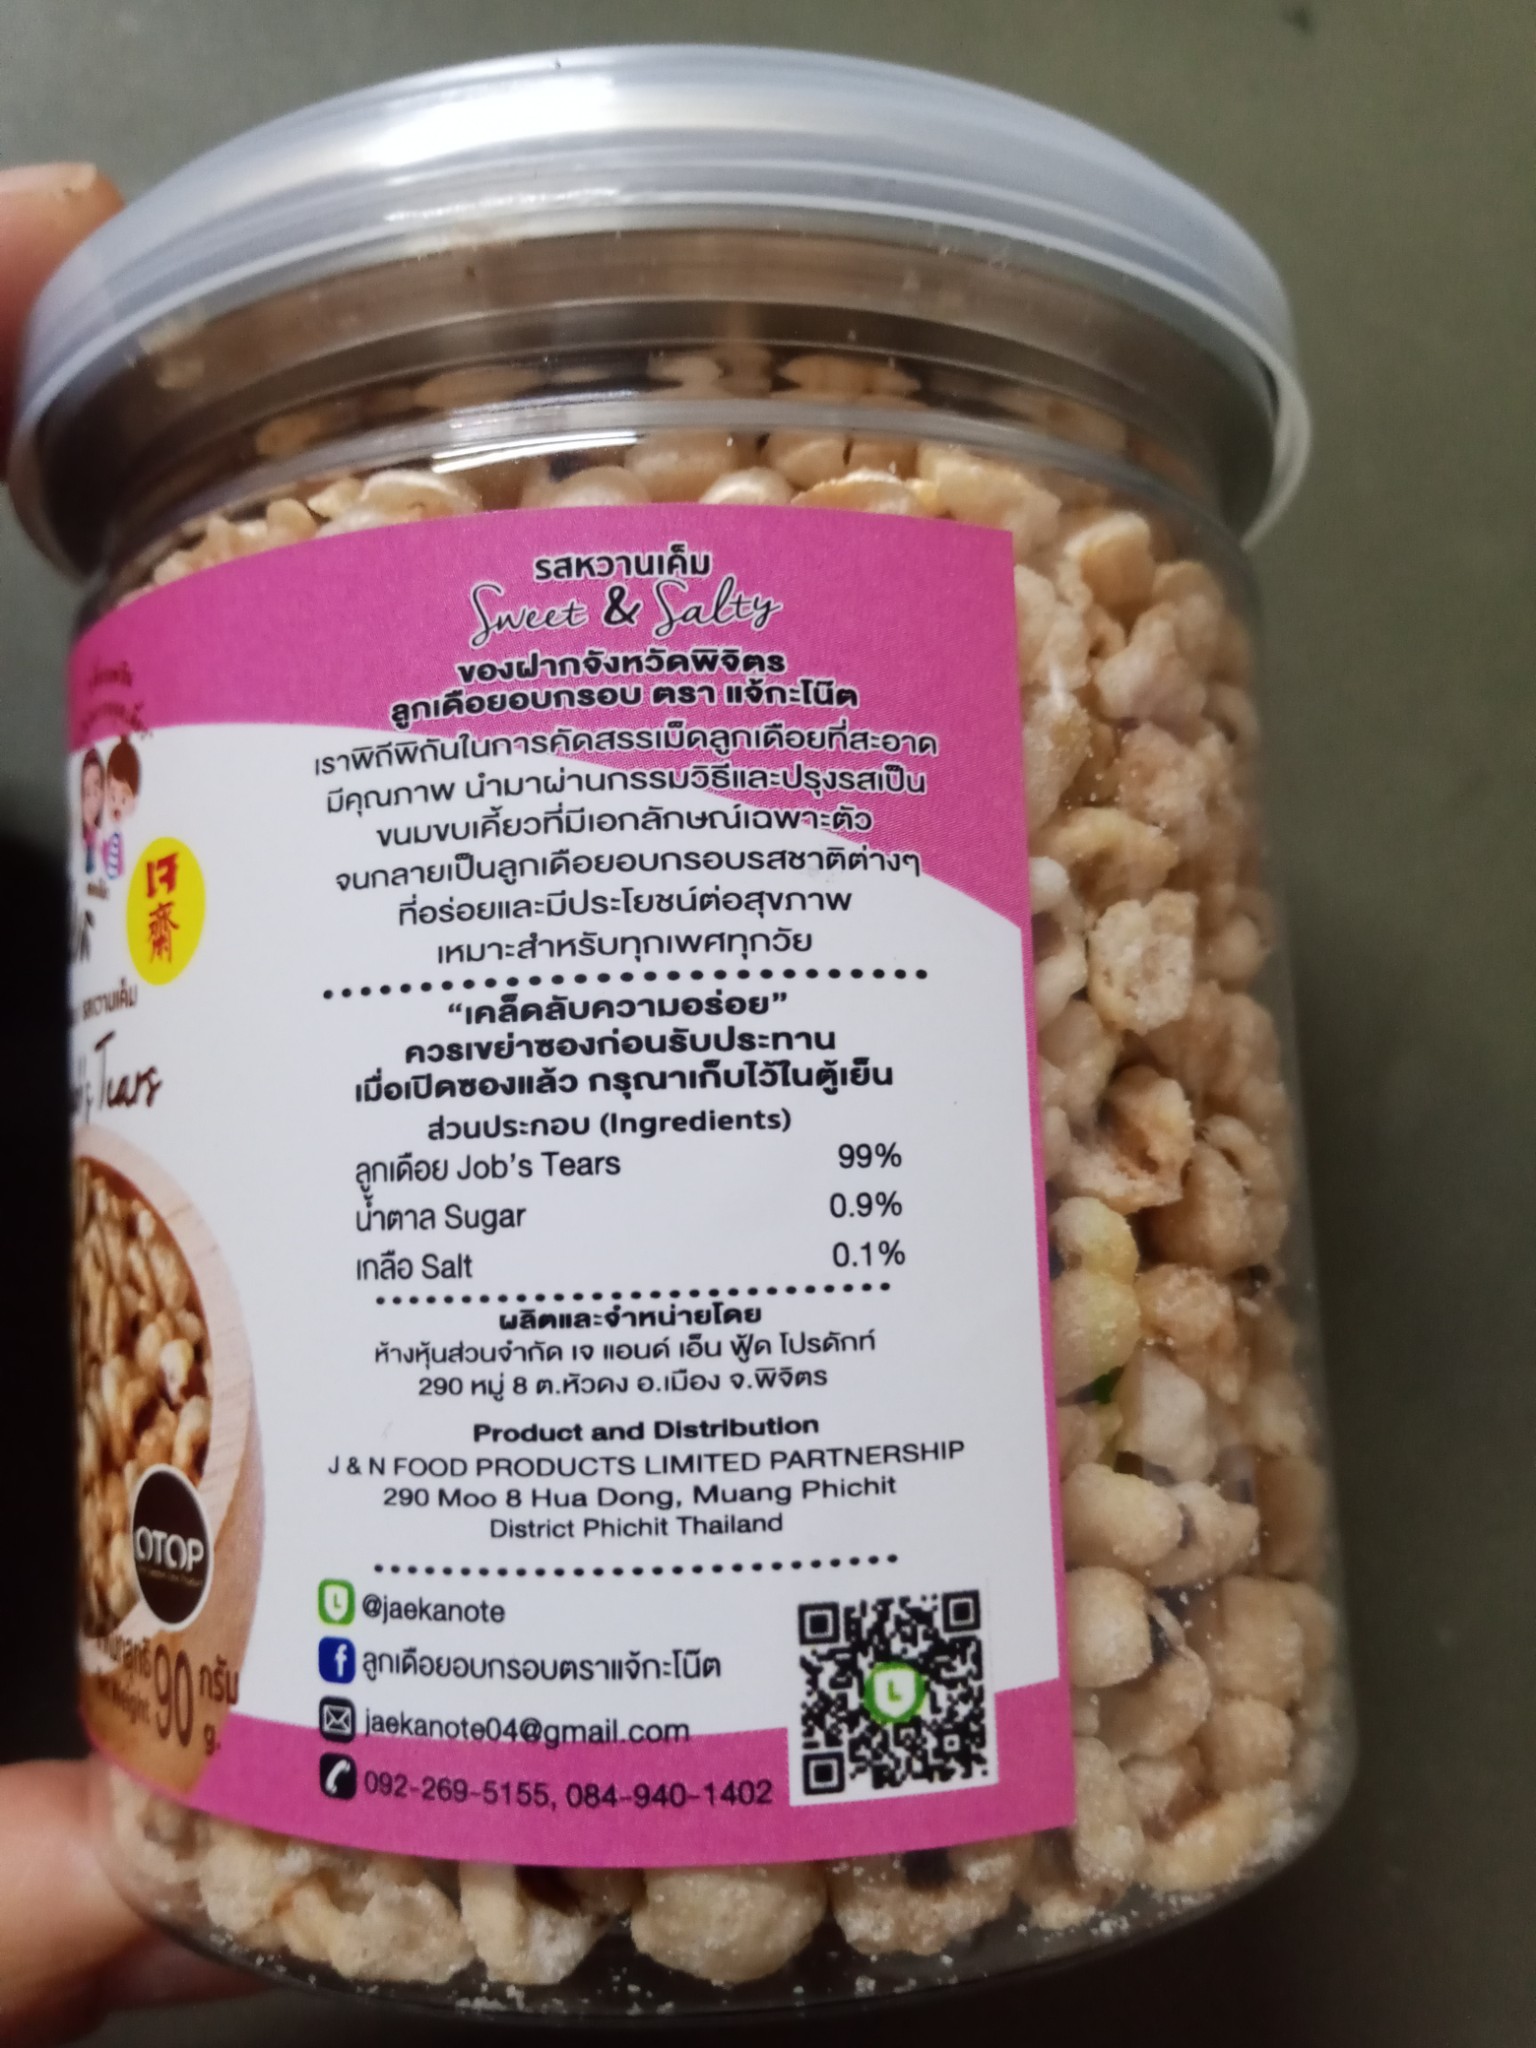 รสหวานเค็ม
Sweet & Salty
ของฝากจังหวัดพิจิตร
ลูกเดือยอบกรอบ ตรา แจ้กะโน๊ต
เราพิถีพิถันในการคัดสรรเม็ดลูกเดือยที่สะอาด
มีคุณภาพ นำมาผ่านกรรมวิธีและปรุงรสเป็น
ขนมขบเคี้ยวที่มีเอกลักษณ์เฉพาะตัว
จนกลายเป็นลูกเดือยอบกรอบรสชาติต่างๆ
ที่อร่อยและมีประโยชน์ต่อสุขภาพ
เหมาะสำหรับทุกเพศทุกวัย
"เคล็ดลับความอร่อย"
ควรเขย่าซองก่อนรับประทาน
เมื่อเปิดซองแล้ว กรุณาเก็บไว้ในตู้เย็น
ส่วนประกอบ (Ingredients)
ลูกเดือย Job's Tears 99%
น้ำตาล Sugar 0.9%
เกลือ Salt 0.1%
ผลิตและจำหน่ายโดย
ห้างหุ้นส่วนจำกัด เจ แอนด์ เอ็น ฟู้ด โปรดักท์
290 หมู่ 8 ต.หัวดง อ.เมือง จ.พิจิตร
Product and Distribution
J & N FOOD PRODUCTS LIMITED PARTNERSHIP
290 Moo 8 Hua Dong, Muang Phichit
District Phichit Thailand
@jaekanote
ลูกเดือยอบกรอบตราแจ้กะโน๊ต
jaekanote04@gmail.com
092-269-5155, 084-940-1402
เจ
齋
รสหวานเค็ม
Tears
OTOP
90 กรัม
g.